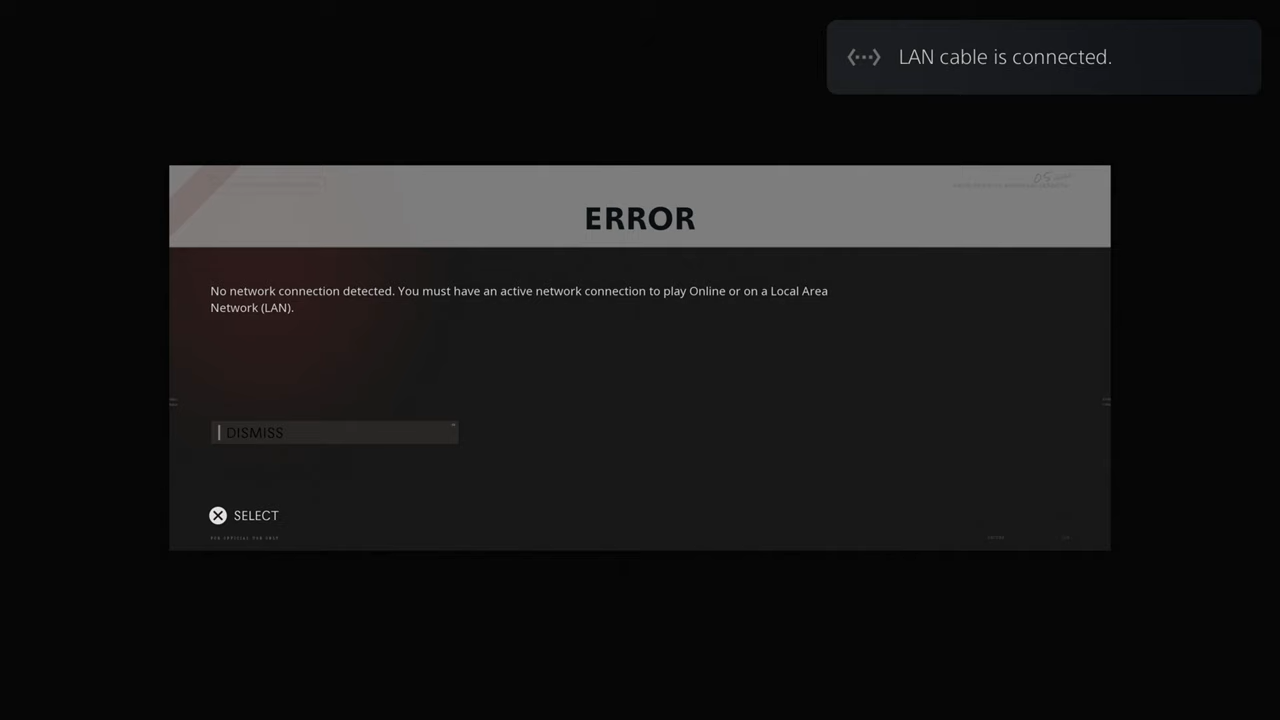 LAN cable is connected.
ERROR
No network connection detected. You must have an active network connection to play Online or on a Local Area
Network (LAN).
DISMISS
SELECT